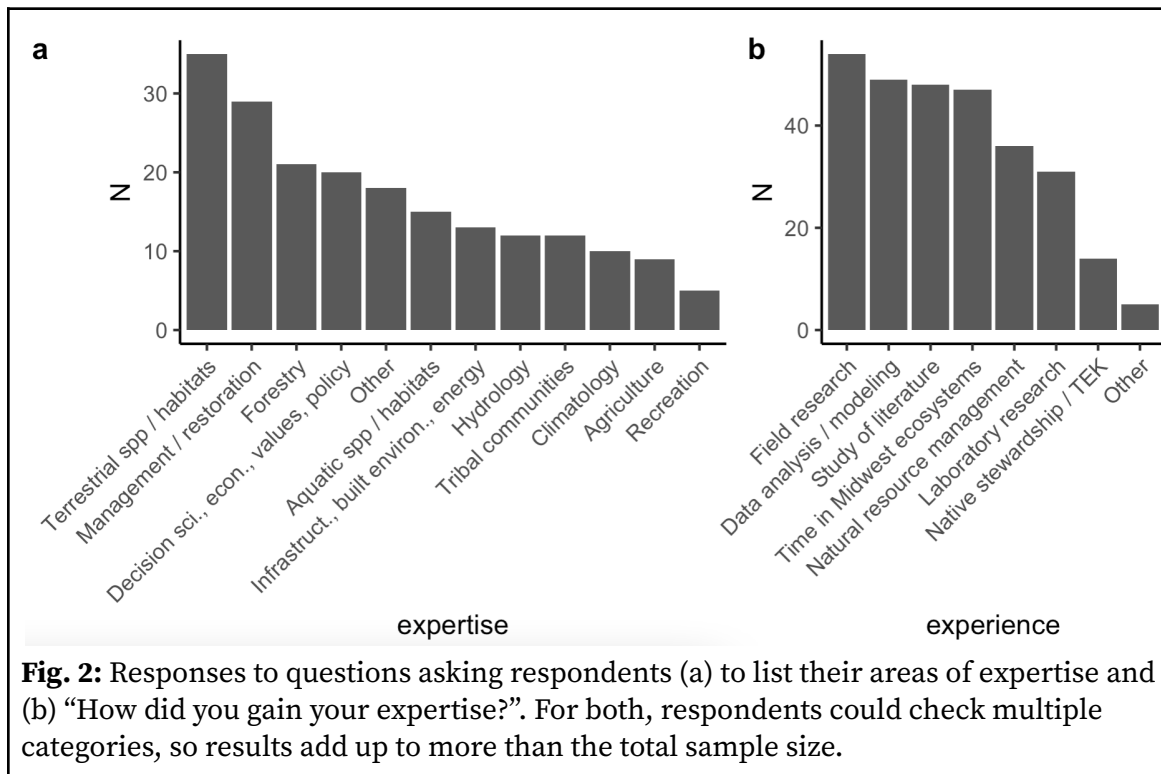 a
30
20
10
0
N
Terrestrial spp / habitats
Management / restoration
Forestry
Decision sci., econ., values, policy
Other
Aquatic spp / habitats
Infrastruct., built environ., energy
Hydrology
Tribal communities
Climatology
Agriculture
Recreation
expertise
b
40
20
0
N
Field research
Data analysis / modeling
Study of literature
Time in Midwest ecosystems
Natural resource management
Laboratory research
Native stewardship / TEK
Other
experience
Fig. 2: Responses to questions asking respondents (a) to list their areas of expertise and
(b) “How did you gain your expertise?”. For both, respondents could check multiple
categories, so results add up to more than the total sample size.